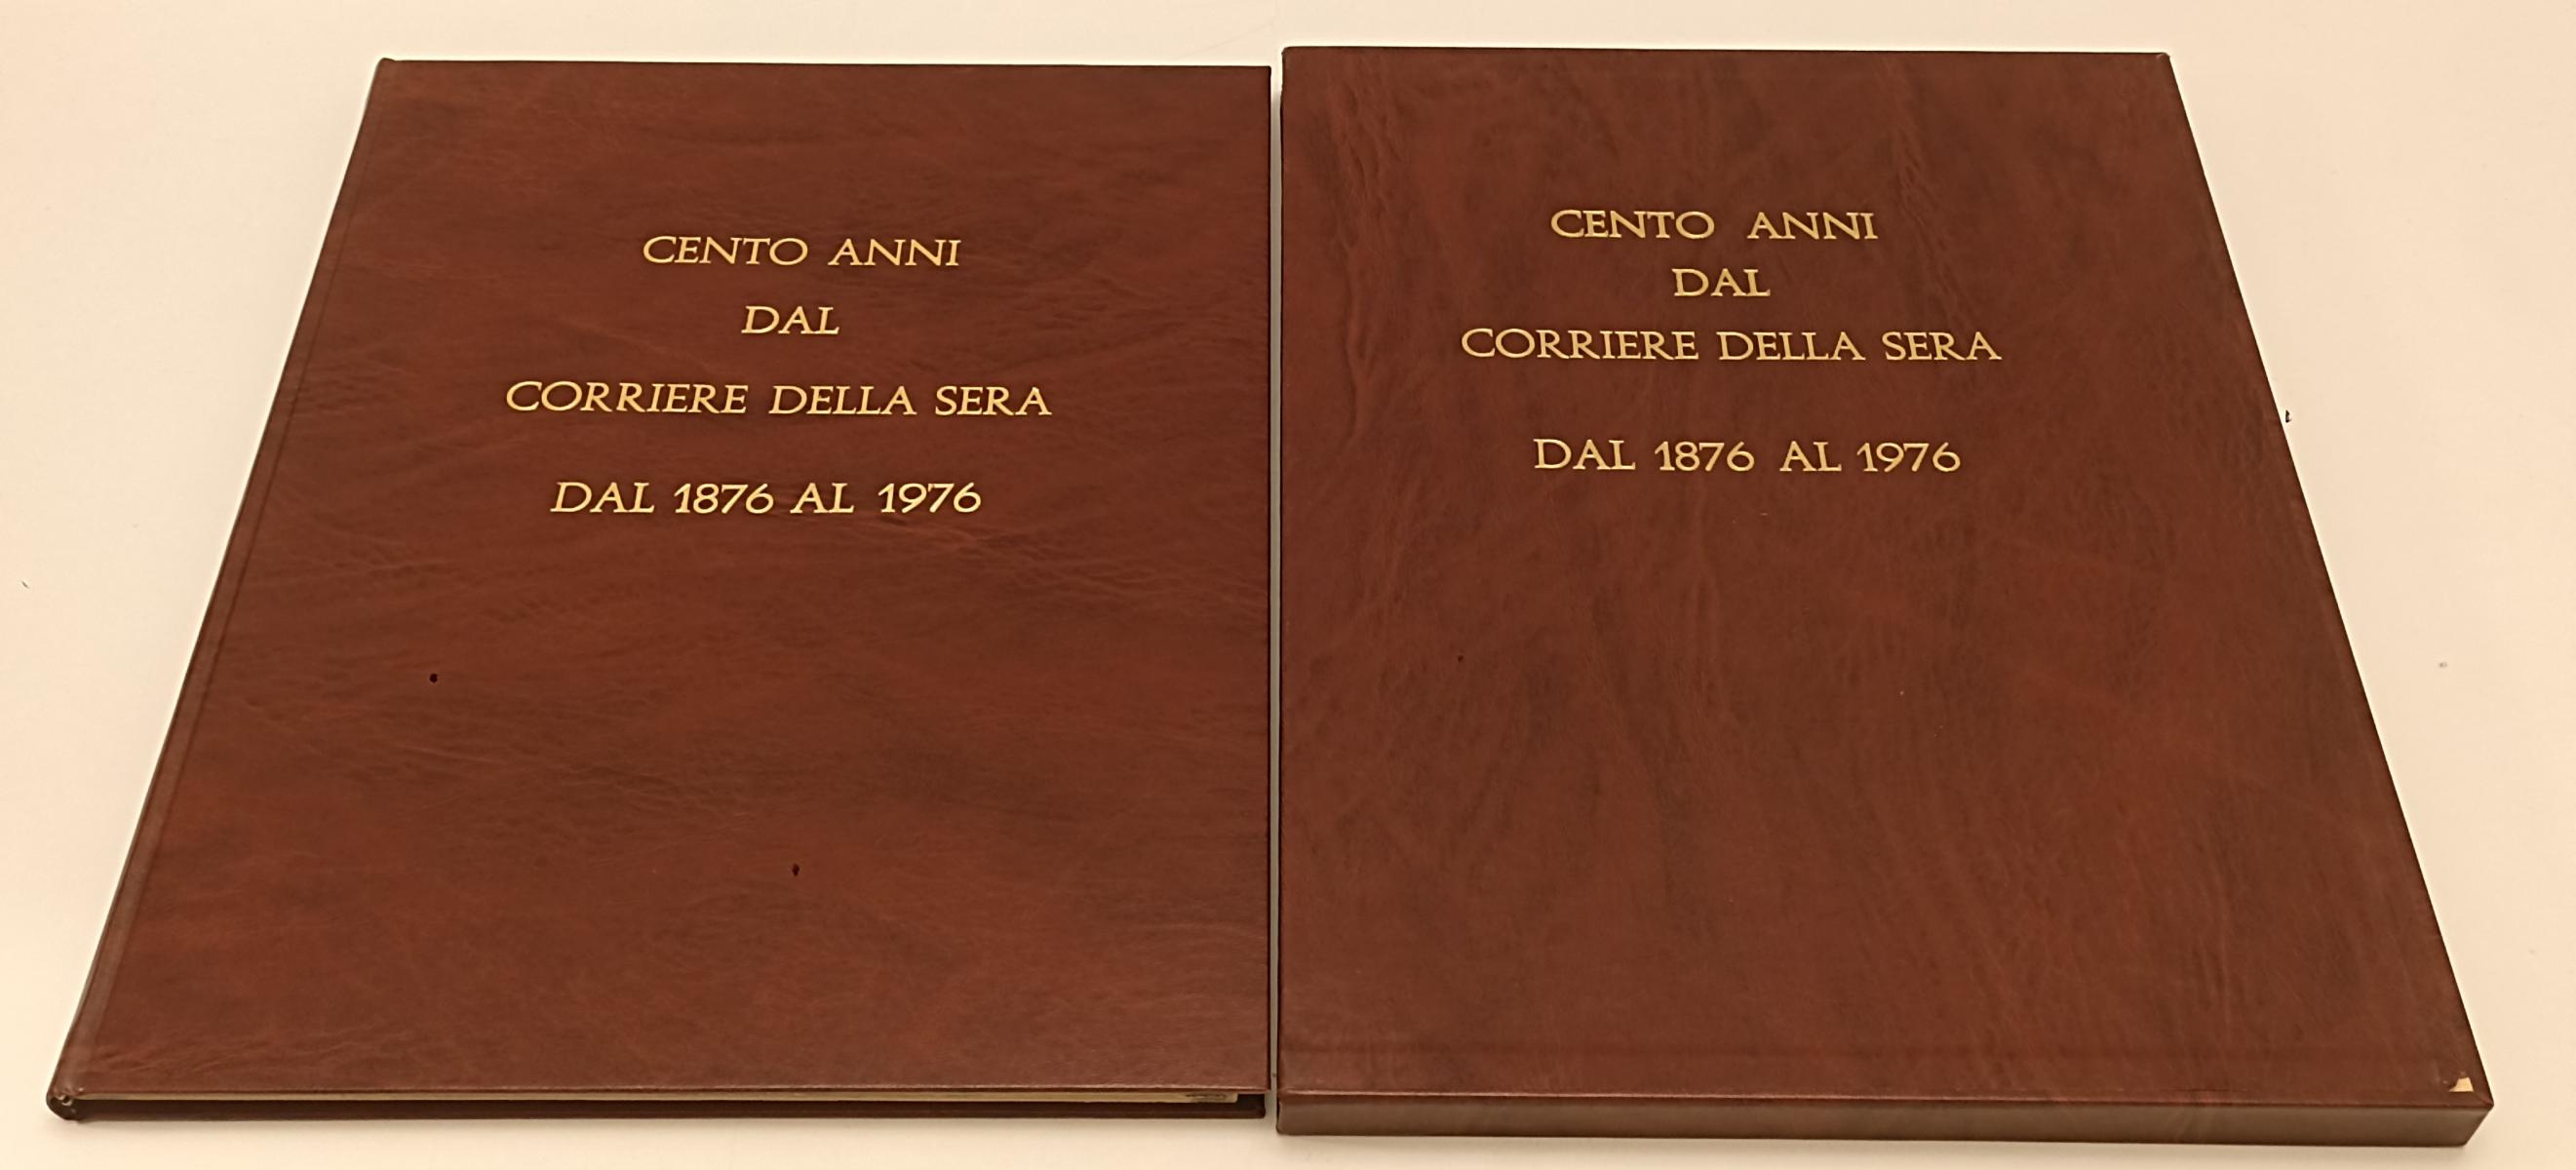 CENTO ANNI
DAL
CORRIERE DELLA SERA
DAL 1876 AL 1976
CENTO ANNI
DAL
CORRIERE DELLA SERA
DAL 1876 AL 1976